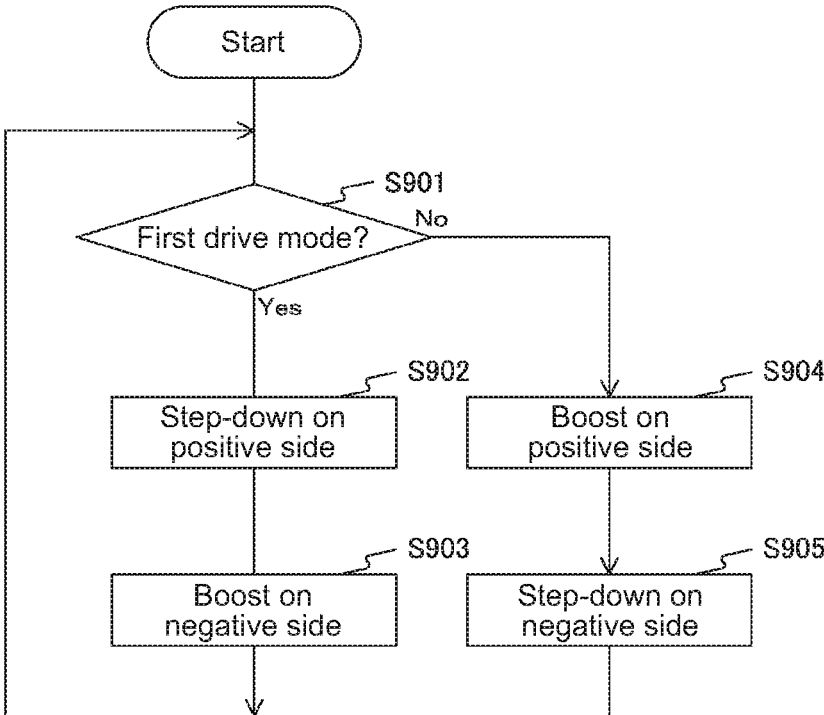 Start
S901
First drive mode?
No
Yes
S902
Step-down on
positive side
S904
Boost on
positive side
S903
Boost on
negative side
S905
Step-down on
negative side